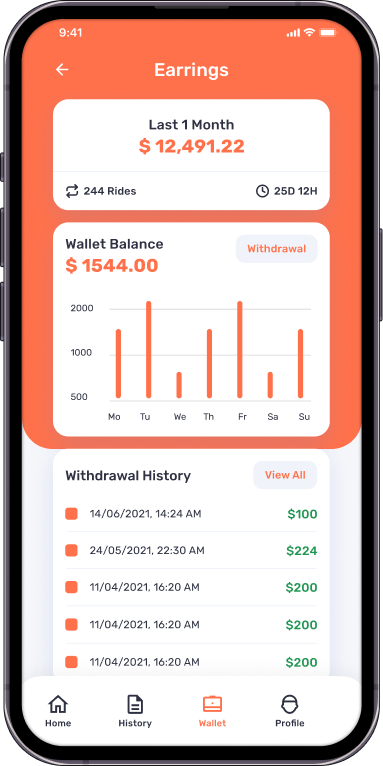 9:41
Earrings
Last 1 Month
$ 12,491.22
244 Rides 25D 12H
Wallet Balance
Withdrawal
$ 1544.00
2000
1000
500
Mo Tu We Th Fr Sa Su
Withdrawal History
View All
14/06/2021, 14:24 AM $100
24/05/2021, 22:30 AM $224
11/04/2021, 16:20 AM $200
11/04/2021, 16:20 AM $200
11/04/2021, 16:20 AM $200
Home History Wallet Profile